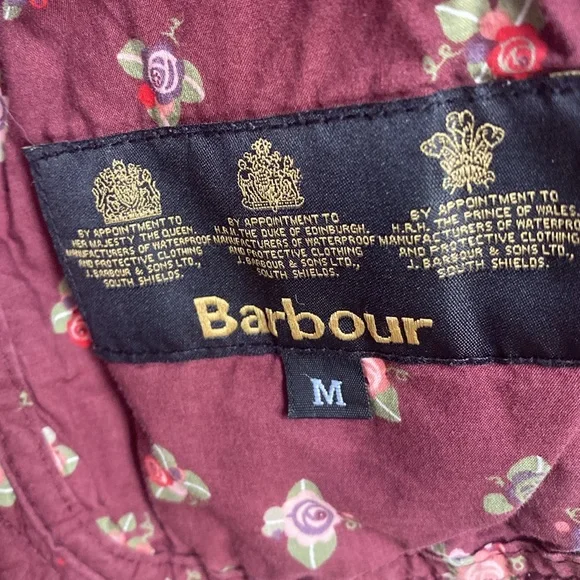 BY APPOINTMENT TO
HER MAJESTY THE QUEEN.
MANUFACTURERS OF WATERPROOF
AND PROTECTIVE CLOTHING
J. BARBOUR & SONS LTD.,
SOUTH SHIELDS.
BY APPOINTMENT TO
H.R.H. THE DUKE OF EDINBURGH.
MANUFACTURERS OF WATERPROOF
AND PROTECTIVE CLOTHING
J. BARBOUR & SONS LTD.,
SOUTH SHIELDS.
BY APPOINTMENT TO
H.R.H. THE PRINCE OF WALES
MANUFACTURERS OF WATERPROO
AND PROTECTIVE CLOTHING
J. BARBOUR & SONS LTD.,
SOUTH SHIELDS.
Barbour
M